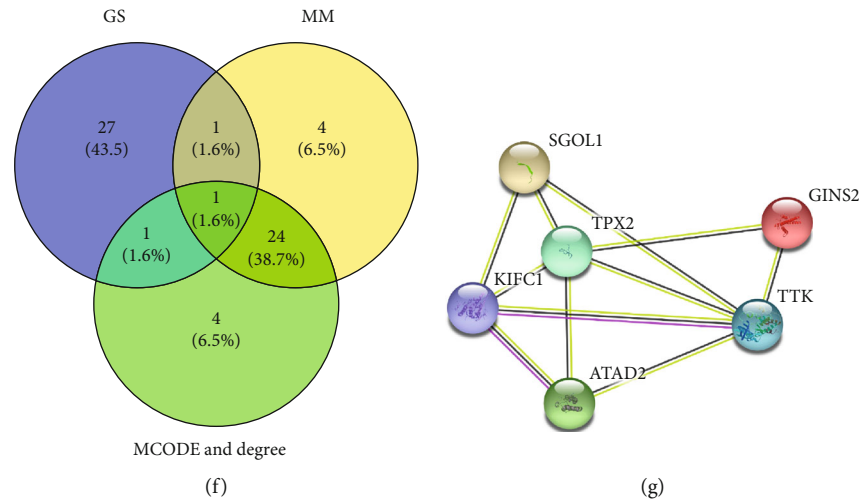 GS
MM
27
(43.5)
1
(1.6%)
4
(6.5%)
1
(1.6%)
1
(1.6%)
24
(38.7%)
4
(6.5%)
MCODE and degree
(f)
SGOL1
GINS2
TPX2
KIFC1
TTK
ATAD2
(g)